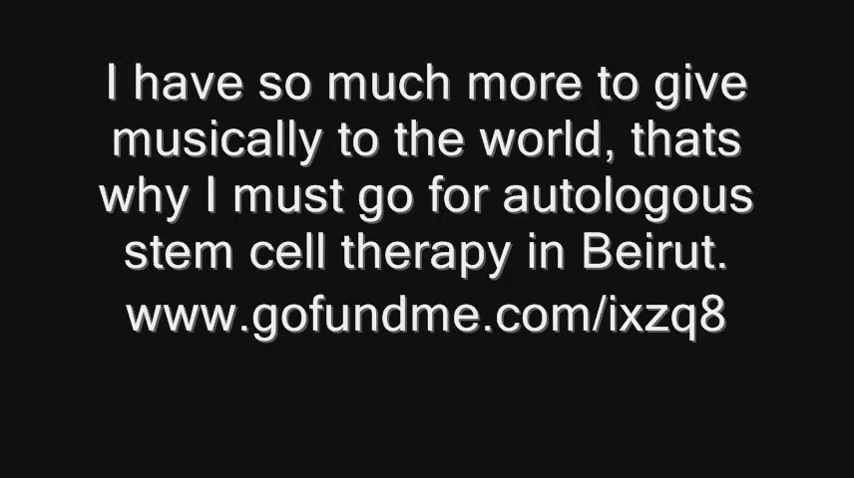 I have so much more to give
musically to the world, thats
why I must go for autologous
stem cell therapy in Beirut.
www.gofundme.com/ixzq8